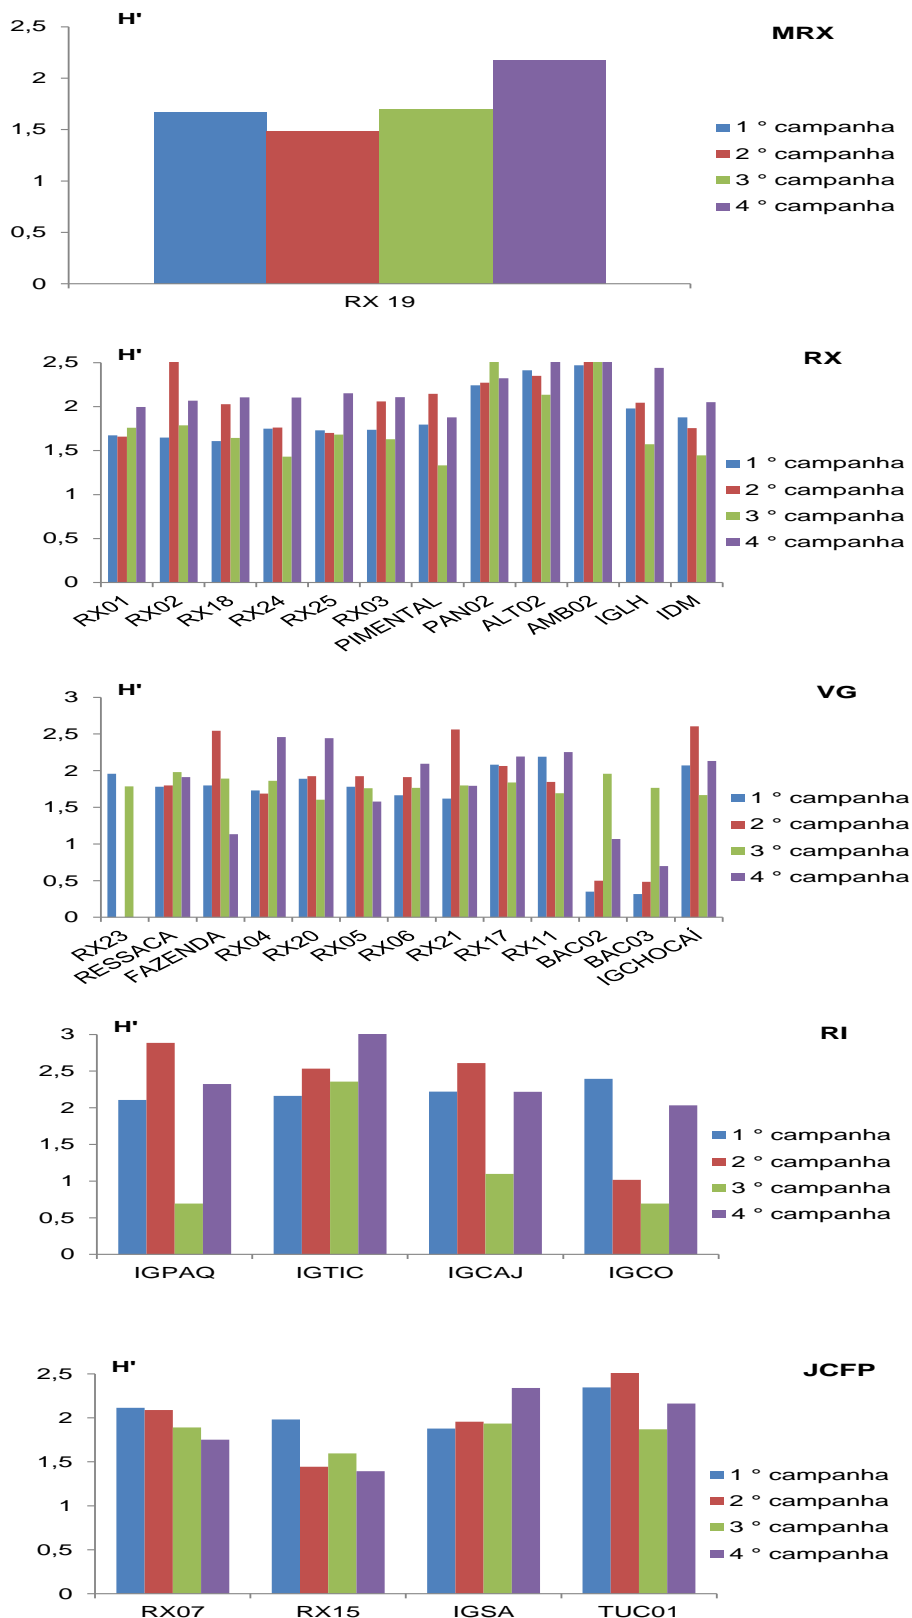 H'
MRX
2,5
2
1,5
1
0,5
0
RX 19
1 ° campanha
2 ° campanha
3 ° campanha
4 ° campanha
H'
RX
2,5
2
1,5
1
0,5
0
RX01 RX02 RX18 RX24 RX25 RX03 PIMENTAL PAN02 ALT02 AMB02 IGLH IDM
1 ° campanha
2 ° campanha
3 ° campanha
4 ° campanha
H'
VG
3
2,5
2
1,5
1
0,5
0
RX23 RESSACA FAZENDA RX04 RX20 RX05 RX06 RX21 RX17 RX11 BAC02 BAC03 IGCHOCAÍ
1 ° campanha
2 ° campanha
3 ° campanha
4 ° campanha
H'
RI
3
2,5
2
1,5
1
0,5
0
IGPAQ IGTIC IGCAJ IGCO
1 ° campanha
2 ° campanha
3 ° campanha
4 ° campanha
H'
JCFP
2,5
2
1,5
1
0,5
0
RX07 RX15 IGSA TUC01
1 ° campanha
2 ° campanha
3 ° campanha
4 ° campanha